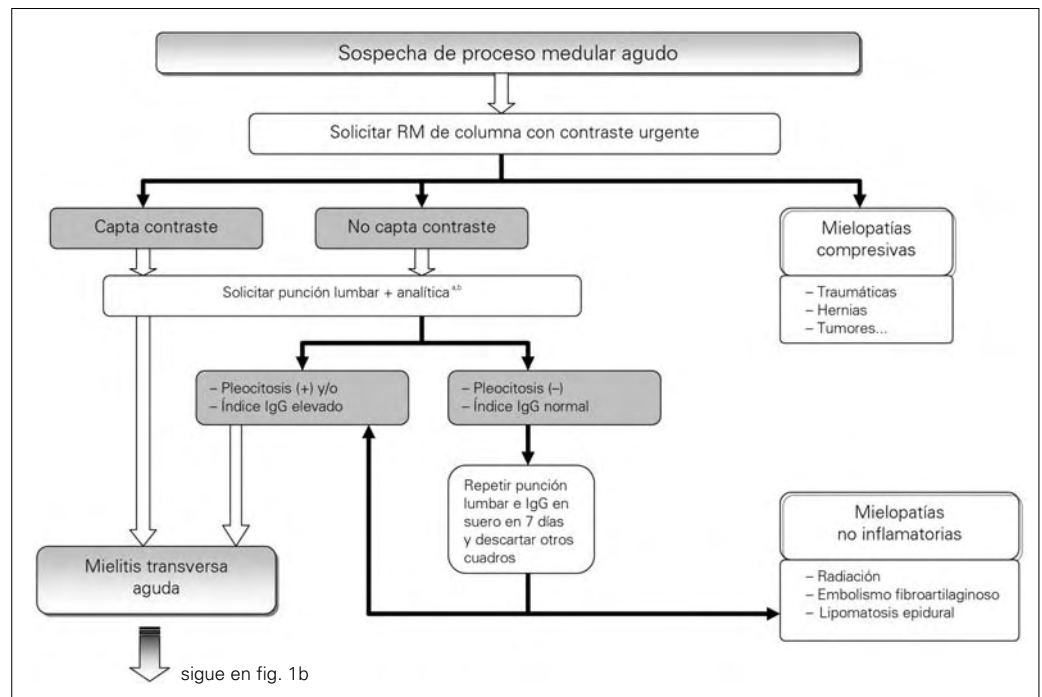 Sospecha de proceso medular agudo
Solicitar RM de columna con contraste urgente
Capta contraste
No capta contraste
Mielopatías
compresivas
– Traumáticas
– Hernias
– Tumores...
Solicitar punción lumbar + analítica a,b
– Pleocitosis (+) y/o
– Índice IgG elevado
– Pleocitosis (–)
– Índice IgG normal
Repetir punción
lumbar e IgG en
suero en 7 días
y descartar otros
cuadros
Mielopatías
no inflamatorias
– Radiación
– Embolismo fibroartilaginoso
– Lipomatosis epidural
Mielitis transversa
aguda
sigue en fig. 1b